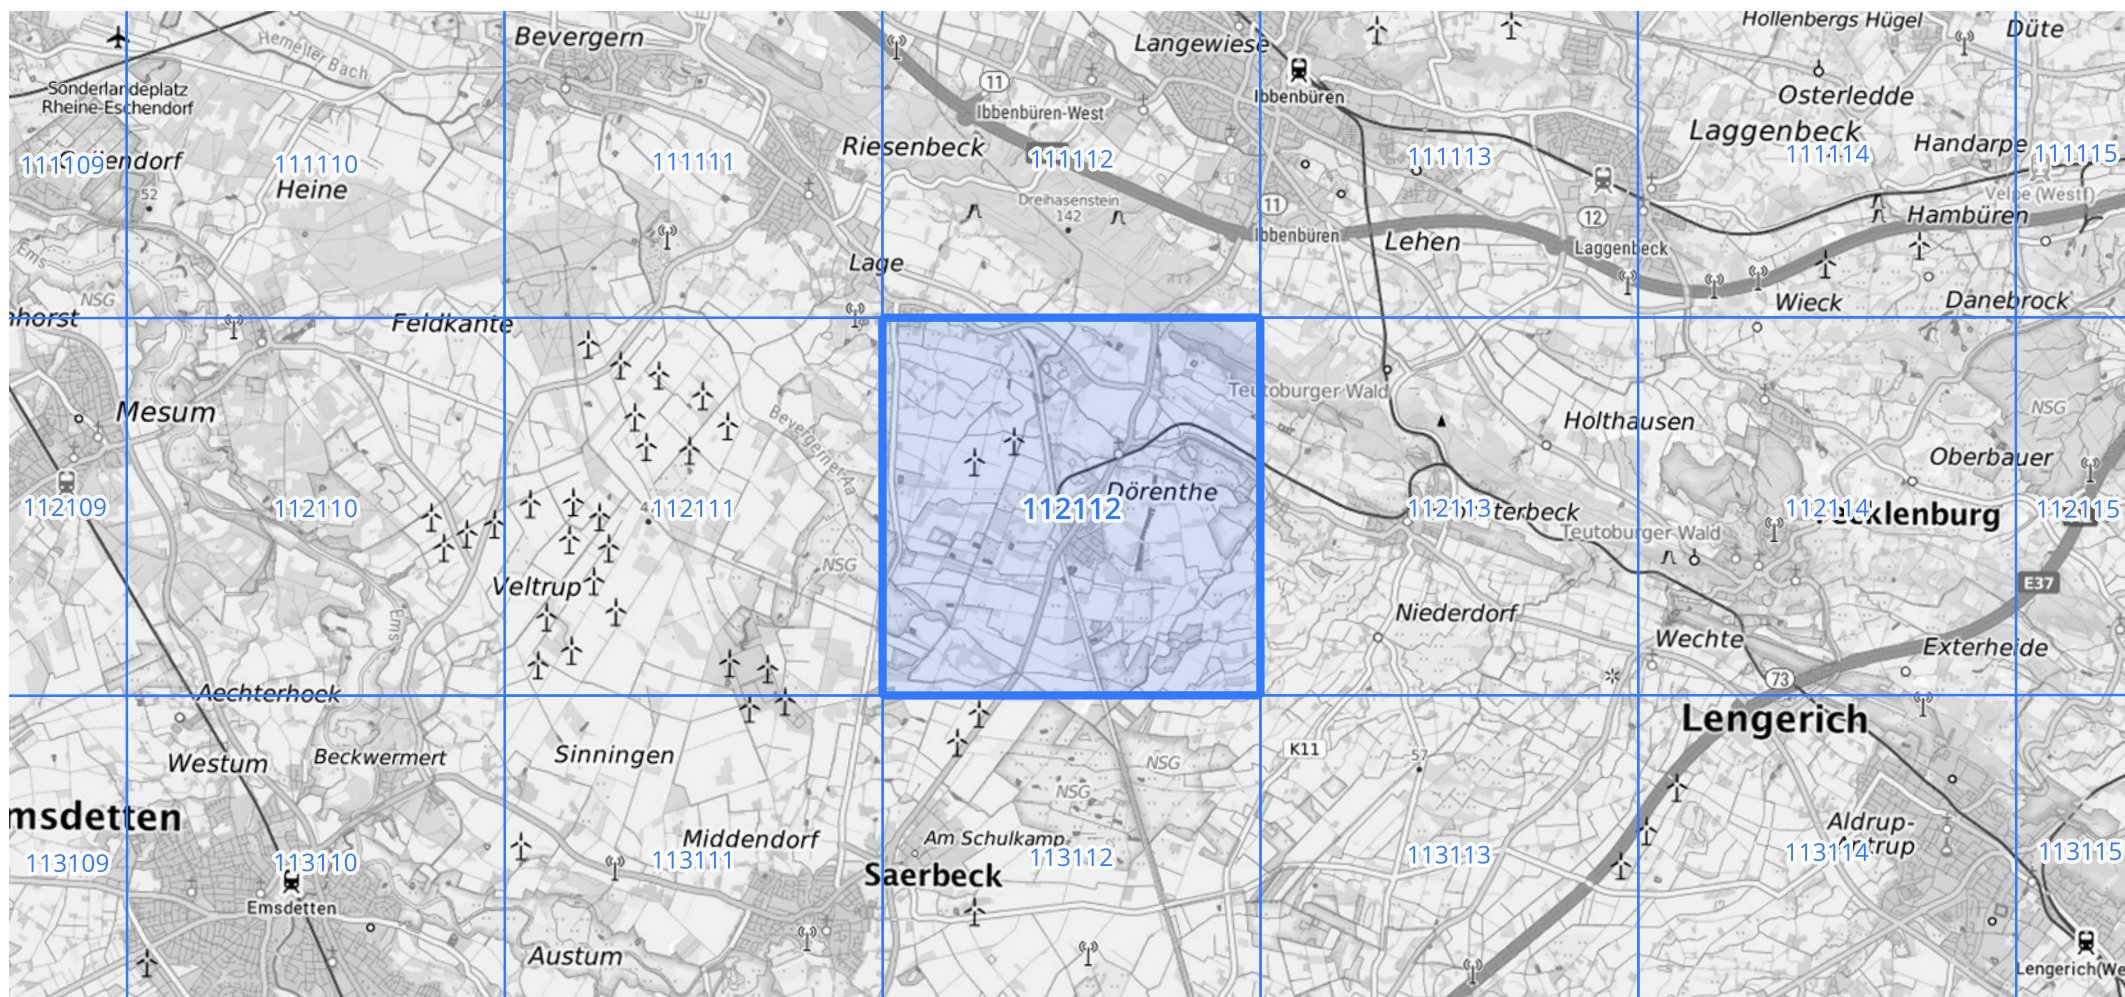 Hollenbergs Hügel
Düte
Bevergern
Hemelter Bach
Langewiese
11
Ibbenbüren
Ibbenbüren-West
Sonderlandeplatz
Rheine-Eschendorf
Osterledde
Laggenbeck
Handarpe
Riesenbeck
111109
111110
111111
111112
111113
111114
111115
Heine
52
Dreihasenstein
142
11
12
Velpe (Westf)
Hambüren
Ibbenbüren
Lehen
Laggenbeck
Ems
Lage
NSG
Wieck
Danebrock
Feldkante
Mesum
Teutoburger Wald
Bevergerner Aa
Holthausen
NSG
Oberbauer
Dörenthe
112109
112110
112111
112112
112113
112114
112115
Teutoburger Wald
NSG
Veltrup
E37
Ems
Niederdorf
Wechte
Exterheide
73
Aechterhoek
Lengerich
Westum
Beckwermert
Sinningen
K11
57
NSG
NSG
Middendorf
Am Schulkamp
Aldrup-
113109
113110
113111
113112
113113
113114
113115
Saerbeck
Emsdetten
Austum